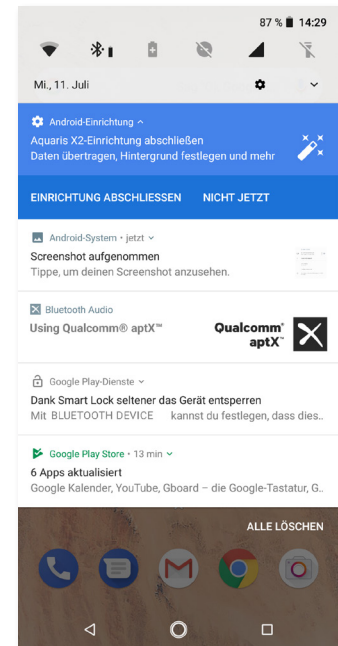 87 % 14:29
Mi., 11. Juli
Android-Einrichtung
Aquaris X2-Einrichtung abschließen
Daten übertragen, Hintergrund festlegen und mehr
EINRICHTUNG ABSCHLIESSEN NICHT JETZT
Android-System • jetzt
Screenshot aufgenommen
Tippe, um deinen Screenshot anzusehen.
Bluetooth Audio
Using Qualcomm® aptX™
Qualcomm®
aptX™
Google Play-Dienste
Dank Smart Lock seltener das Gerät entsperren
Mit BLUETOOTH DEVICE kannst du festlegen, dass dies..
Google Play Store • 13 min
6 Apps aktualisiert
Google Kalender, YouTube, Gboard – die Google-Tastatur, G..
ALLE LÖSCHEN